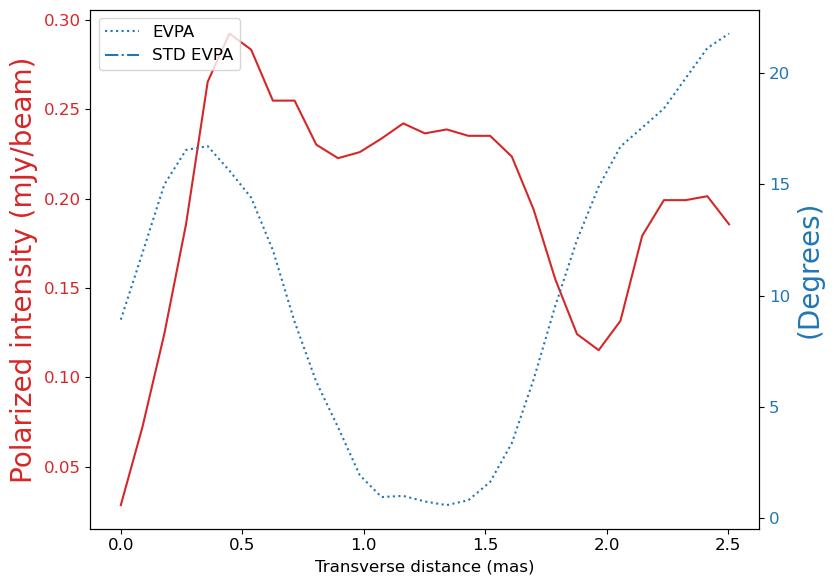 EVPA
STD EVPA
Polarized intensity (mJy/beam)
0.30
0.25
0.20
0.15
0.10
0.05
(Degrees)
20
15
10
5
0
0.0 0.5 1.0 1.5 2.0 2.5
Transverse distance (mas)